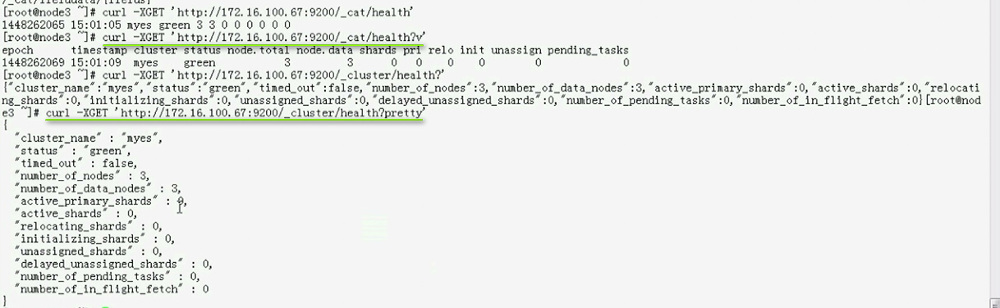 /_cat/fielddata/{fields}
[root@node3 ~]# curl -XGET 'http://172.16.100.67:9200/_cat/health'
1448262065 15:01:05 myes green 3 3 0 0 0 0 0 0
[root@node3 ~]# curl -XGET 'http://172.16.100.67:9200/_cat/health?v'
epoch timestamp cluster status node.total node.data shards pri relo init unassign pending_tasks
1448262069 15:01:09 myes green 3 3 0 0 0 0 0 0
[root@node3 ~]# curl -XGET 'http://172.16.100.67:9200/_cluster/health?'
{"cluster_name":"myes","status":"green","timed_out":false,"number_of_nodes":3,"number_of_data_nodes":3,"active_primary_shards":0,"active_shards":0,"relocati
ng_shards":0,"initializing_shards":0,"unassigned_shards":0,"delayed_unassigned_shards":0,"number_of_pending_tasks":0,"number_of_in_flight_fetch":0}[root@nod
e3 ~]# curl -XGET 'http://172.16.100.67:9200/_cluster/health?pretty'
{
"cluster_name" : "myes",
"status" : "green",
"timed_out" : false,
"number_of_nodes" : 3,
"number_of_data_nodes" : 3,
"active_primary_shards" : 0,
"active_shards" : 0,
"relocating_shards" : 0,
"initializing_shards" : 0,
"unassigned_shards" : 0,
"delayed_unassigned_shards" : 0,
"number_of_pending_tasks" : 0,
"number_of_in_flight_fetch" : 0
}